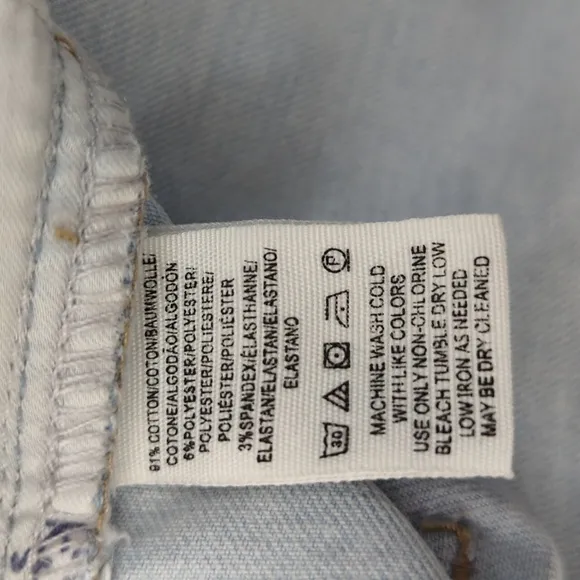 91% COTTON/COTON/BAUMWOLLE/
COTONE/ALGODÃO/ALGODÓN
6%POLYESTER/POLYESTER/
POLYESTER/POLIESTERE/
POLIÉSTER/POLIÉSTER
3%SPANDEX/ÉLASTHANNE/
ELASTAN/ELASTAN/ELASTANO/
ELASTANO
30
P
MACHINE WASH COLD
WITH LIKE COLORS
USE ONLY NON-CHLORINE
BLEACH TUMBLE DRY LOW
LOW IRON AS NEEDED
MAY BE DRY CLEANED